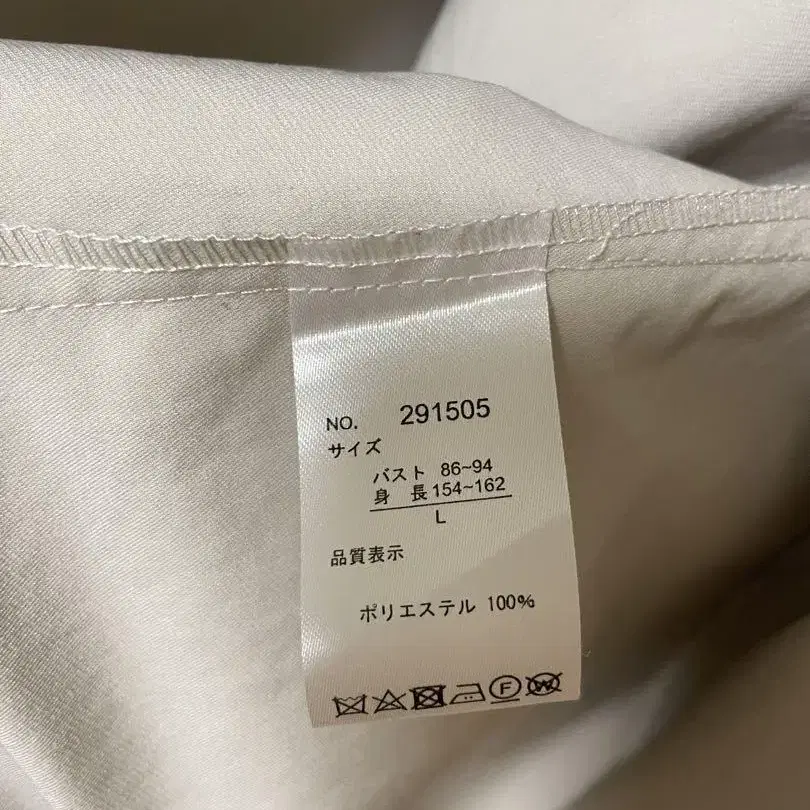 NO. 291505
サイズ
バスト 86~94
身 長 154~162
L
品質表示
ポリエステル 100%
F W